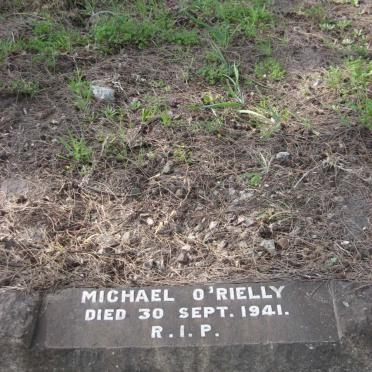 MICHAEL O'RIELLY
DIED 30 SEPT. 1941.
R.I.P.